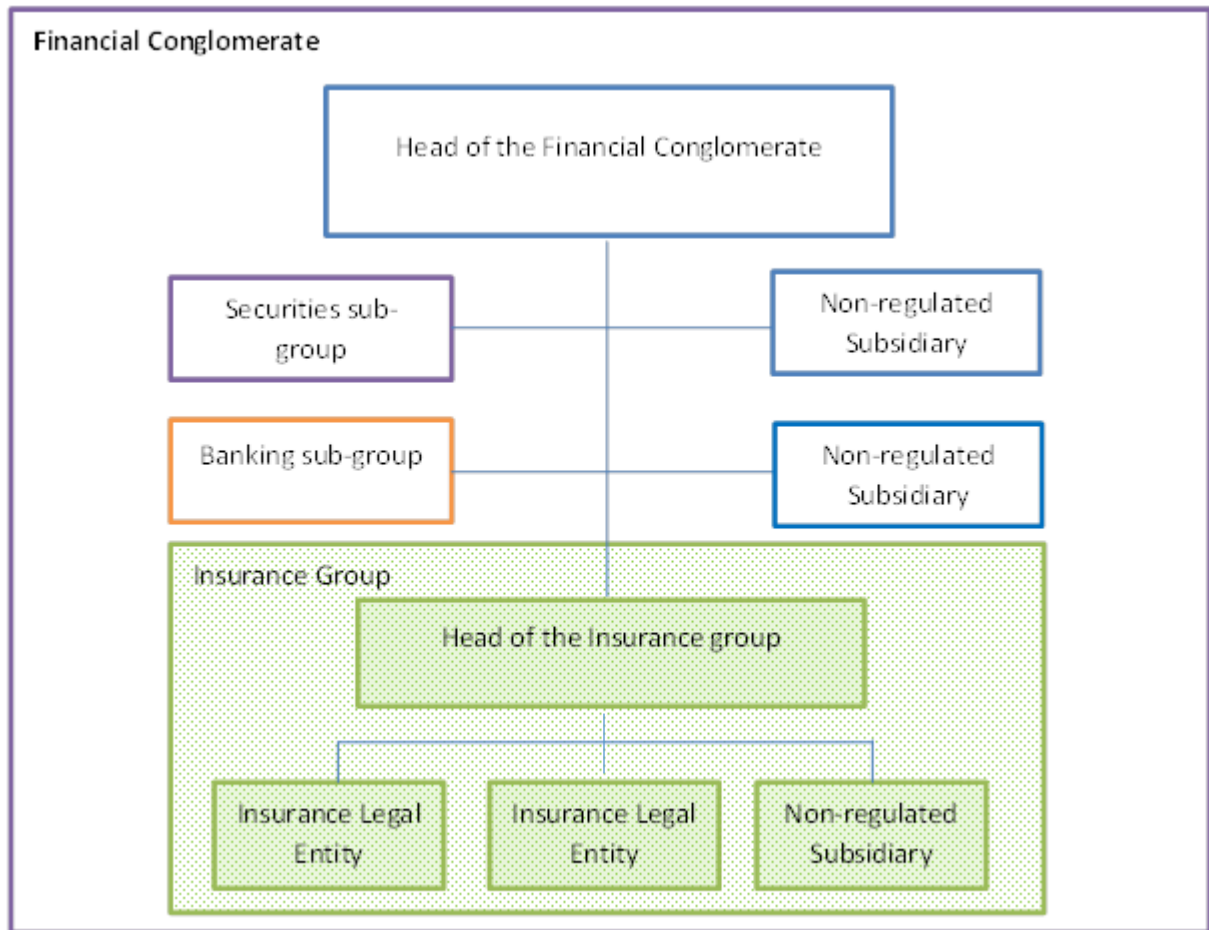 Financial Conglomerate
Head of the Financial Conglomerate
Securities sub-
group
Non-regulated
Subsidiary
Banking sub-group
Non-regulated
Subsidiary
Insurance Group
Head of the Insurance group
Insurance Legal
Entity
Insurance Legal
Entity
Non-regulated
Subsidiary